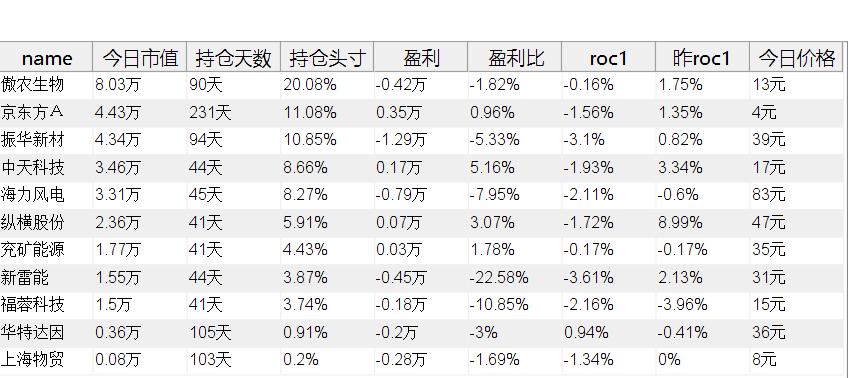 name 今日市值 持仓天数 持仓头寸 盈利 盈利比 roc1 昨roc1 今日价格
傲农生物 8.03万 90天 20.08% -0.42万 -1.82% -0.16% 1.75% 13元
京东方Ａ 4.43万 231天 11.08% 0.35万 0.96% -1.56% 1.35% 4元
振华新材 4.34万 94天 10.85% -1.29万 -5.33% -3.1% 0.82% 39元
中天科技 3.46万 44天 8.66% 0.17万 5.16% -1.93% 3.34% 17元
海力风电 3.31万 45天 8.27% -0.79万 -7.95% -2.11% -0.6% 83元
纵横股份 2.36万 41天 5.91% 0.07万 3.07% -1.72% 8.99% 47元
兖矿能源 1.77万 41天 4.43% 0.03万 1.78% -0.17% -0.17% 35元
新雷能 1.55万 44天 3.87% -0.45万 -22.58% -3.61% 2.13% 31元
福蓉科技 1.5万 41天 3.74% -0.18万 -10.85% -2.16% -3.96% 15元
华特达因 0.36万 105天 0.91% -0.2万 -3% 0.94% -0.41% 36元
上海物贸 0.08万 103天 0.2% -0.28万 -1.69% -1.34% 0% 8元